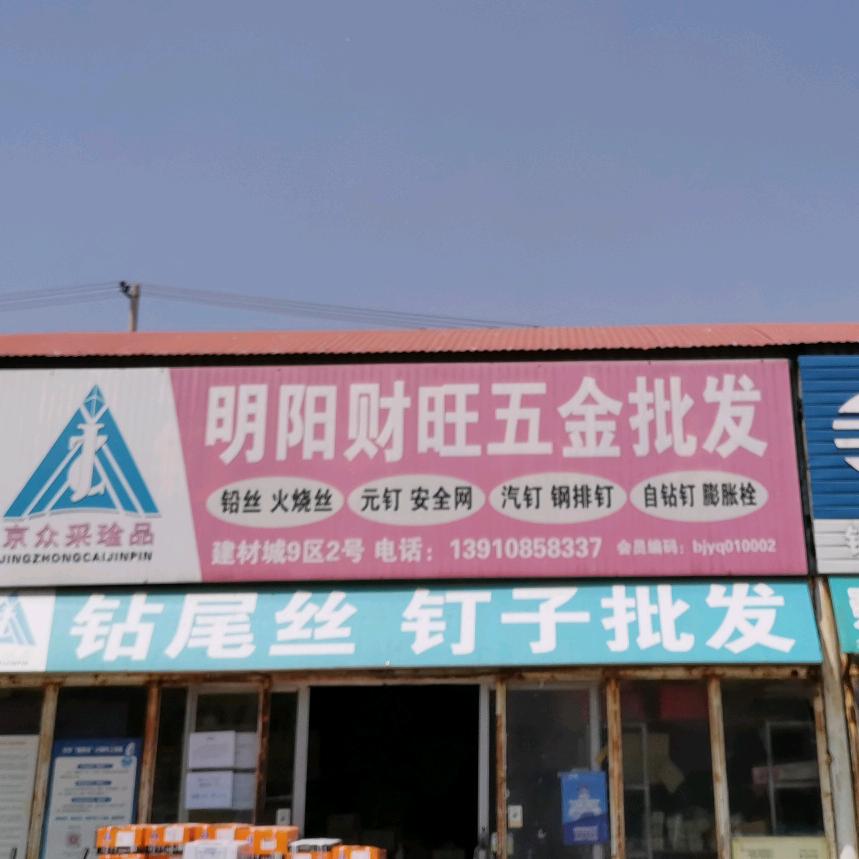 明阳财旺五金批发
铅丝 火烧丝 元钉 安全网 汽钉 钢排钉 自钻钉 膨胀栓
建材城9区2号 电话：13910858337 会员编码：bjyq010002
京众采琻品
JINGZHONGCAIJINPIN
钻尾丝 钉子批发